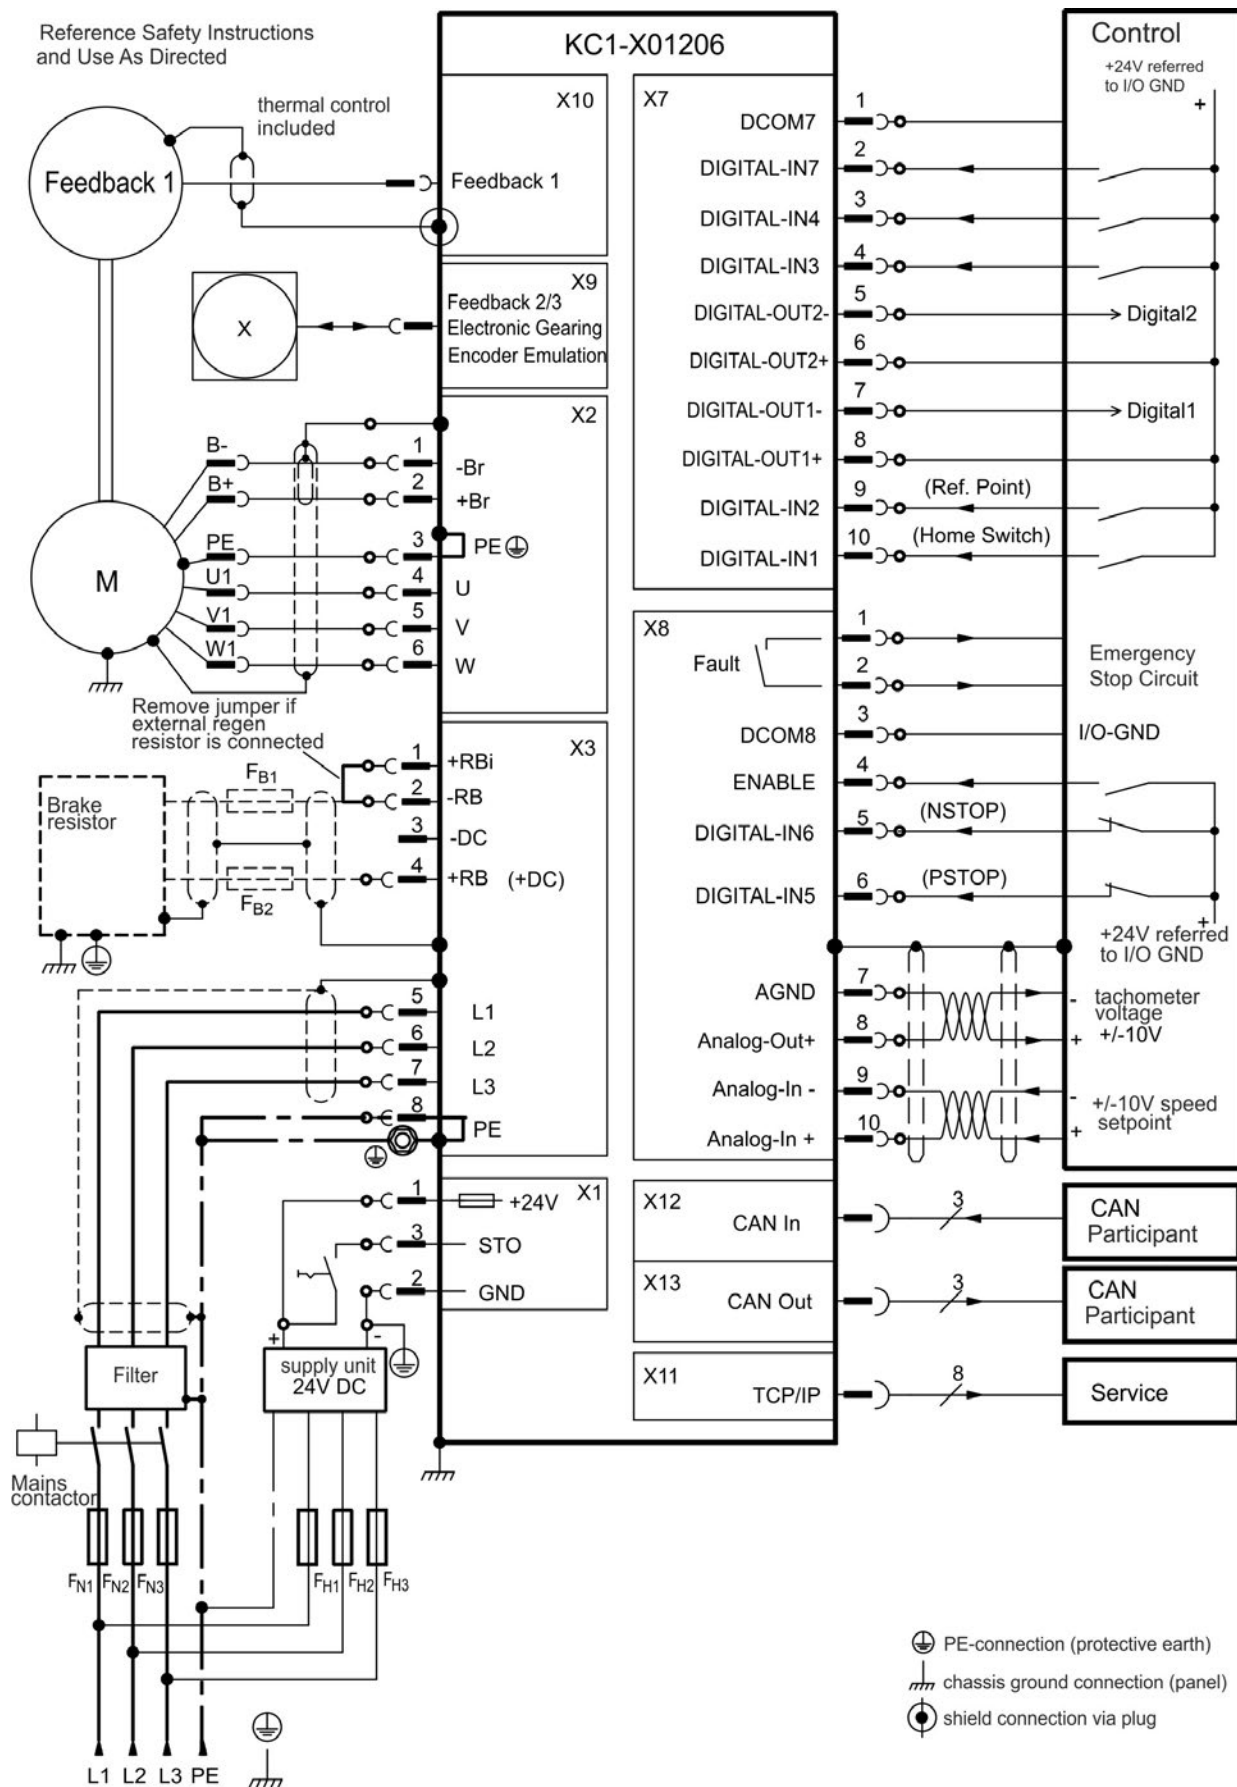 Reference Safety Instructions
and Use As Directed
KC1-X01206
Control
+24V referred
to I/O GND
+
thermal control
included
Feedback 1
X10
Feedback 1
X
X9
Feedback 2/3
Electronic Gearing
Encoder Emulation
X2
B-
1
-Br
B+
2
+Br
PE
3
PE
U1
4
U
V1
5
V
W1
6
W
M
Remove jumper if
external regen
resistor is connected
X3
1
+RBi
FB1
2
-RB
Brake
resistor
3
-DC
4
+RB (+DC)
FB2
5
L1
6
L2
7
L3
8
PE
X1
1
+24V
3
STO
2
GND
+
-
supply unit
24V DC
Filter
Mains
contactor
FN1 FN2 FN3
FH1 FH2 FH3
L1 L2 L3 PE
X7
DCOM7
1
DIGITAL-IN7
2
DIGITAL-IN4
3
DIGITAL-IN3
4
DIGITAL-OUT2-
5
Digital2
DIGITAL-OUT2+
6
DIGITAL-OUT1-
7
Digital1
DIGITAL-OUT1+
8
DIGITAL-IN2
9
(Ref. Point)
DIGITAL-IN1
10
(Home Switch)
X8
Fault
1
2
Emergency
Stop Circuit
DCOM8
3
I/O-GND
ENABLE
4
DIGITAL-IN6
5
(NSTOP)
DIGITAL-IN5
6
(PSTOP)
+
+24V referred
to I/O GND
AGND
7
-
tachometer
voltage
Analog-Out+
8
+
+/-10V
Analog-In -
9
-
+/-10V speed
setpoint
Analog-In +
10
+
X12
CAN In
3
CAN
Participant
X13
CAN Out
3
CAN
Participant
X11
TCP/IP
8
Service
PE-connection (protective earth)
chassis ground connection (panel)
shield connection via plug